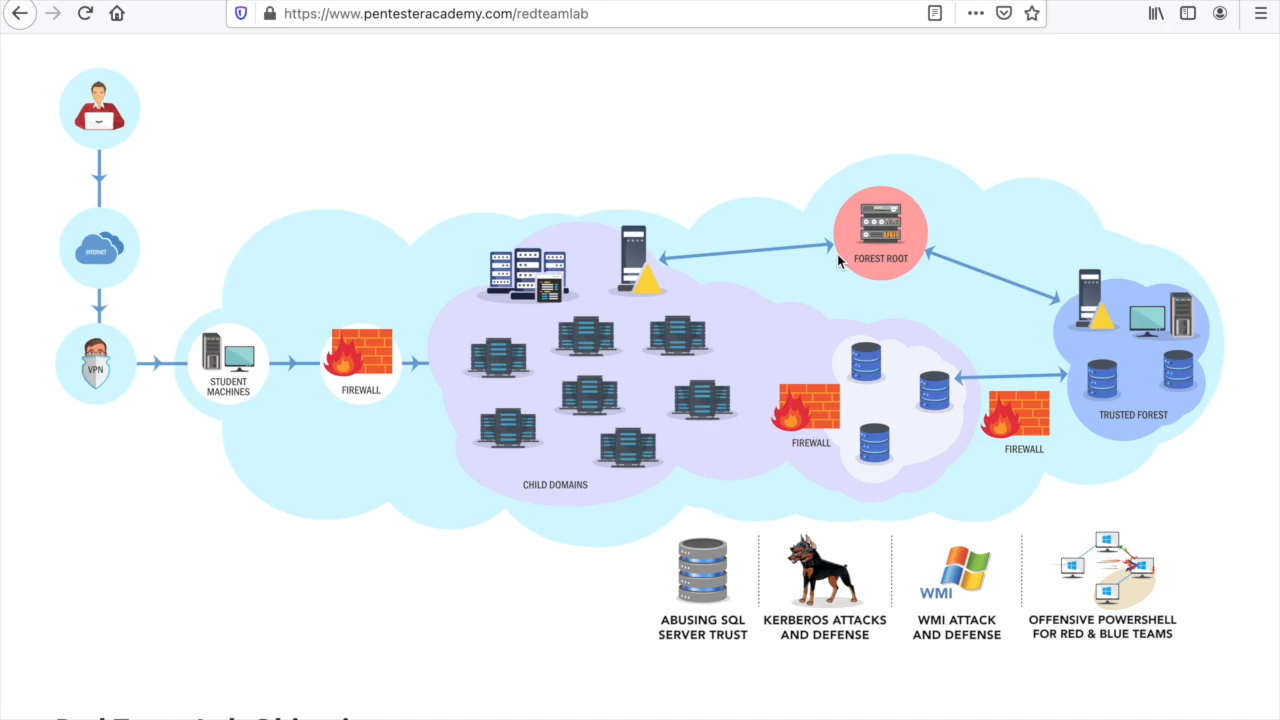 https://www.pentesteracademy.com/redteamlab
INTERNET
VPN
STUDENT
MACHINES
FIREWALL
CHILD DOMAINS
FOREST ROOT
FIREWALL
FIREWALL
TRUSTED FOREST
ABUSING SQL
SERVER TRUST
KERBEROS ATTACKS
AND DEFENSE
WMI
WMI ATTACK
AND DEFENSE
OFFENSIVE POWERSHELL
FOR RED & BLUE TEAMS